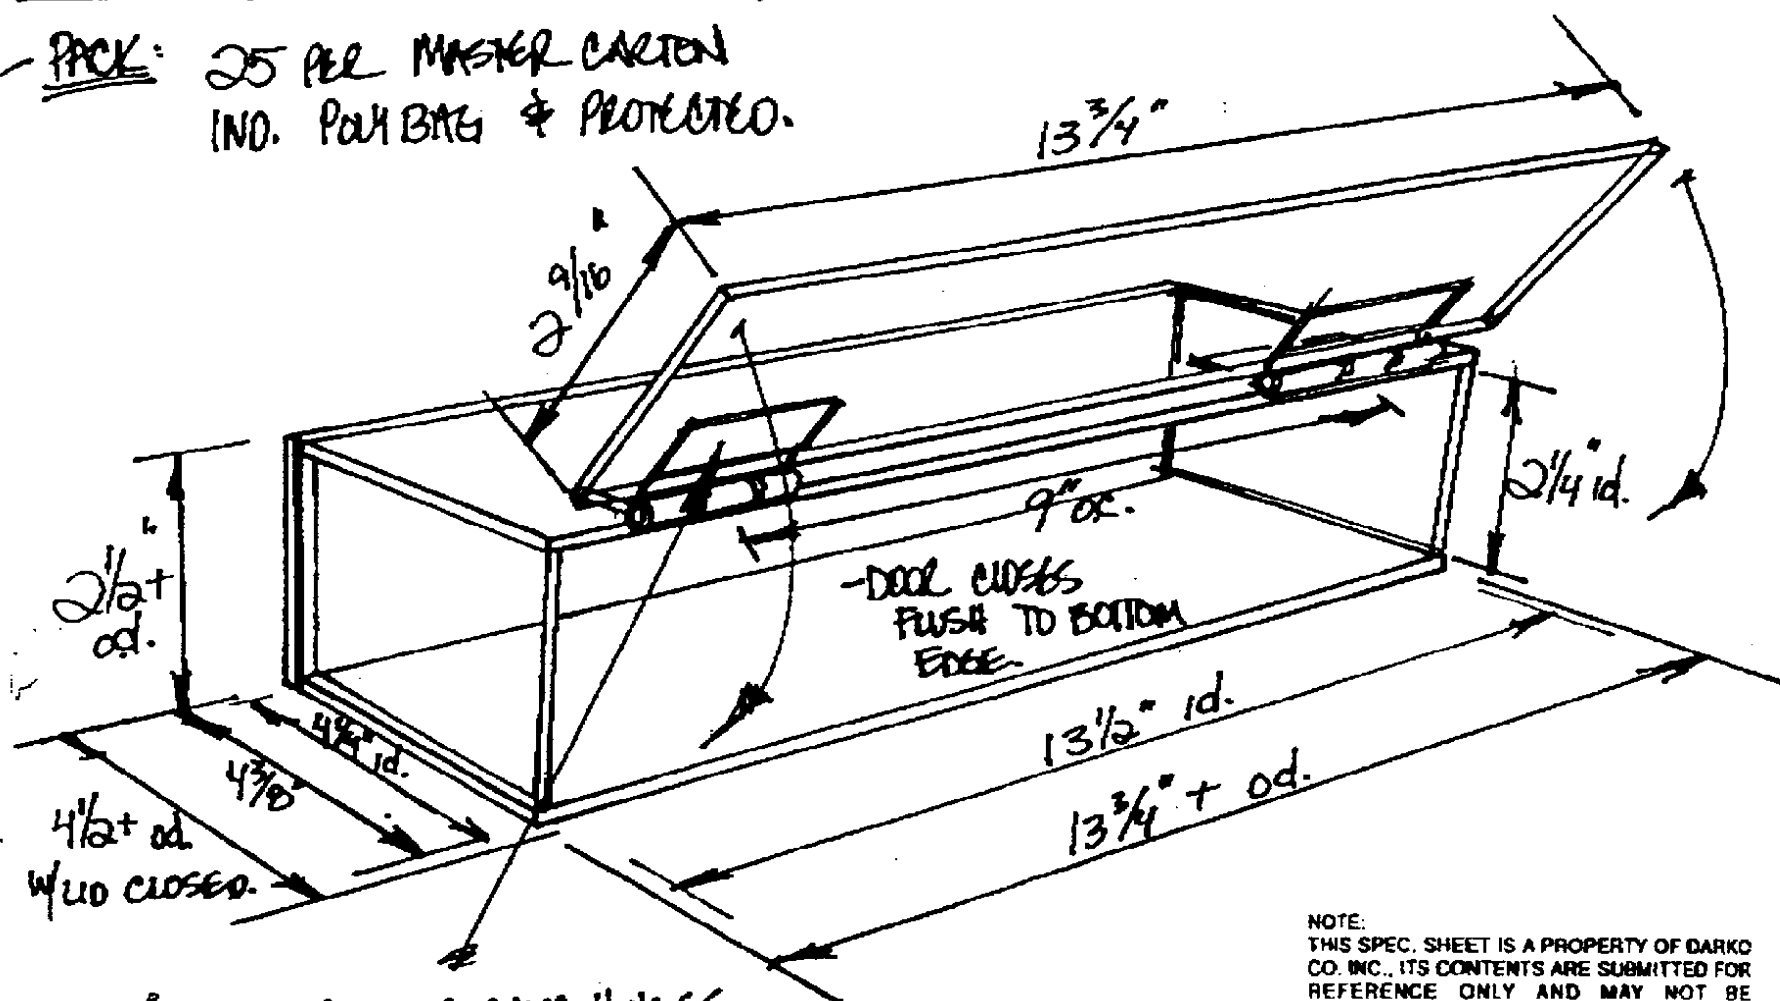 - PACK: 25 PER MASTER CARTON
IND. POLY BAG & PROTECTED.
13 3/4"
2 9/16"
2 1/4" id.
9" oc.
2 1/2"+
od.
-DOOR CLOSES
FLUSH TO BOTTOM
EDGE.
4 1/4" id.
4 3/8"
4 1/2+ od.
W/ LID CLOSED.
13 1/2" id.
13 3/4"+ od.
NOTE:
THIS SPEC. SHEET IS A PROPERTY OF DARKO
CO. INC., ITS CONTENTS ARE SUBMITTED FOR
REFERENCE ONLY AND MAY NOT BE